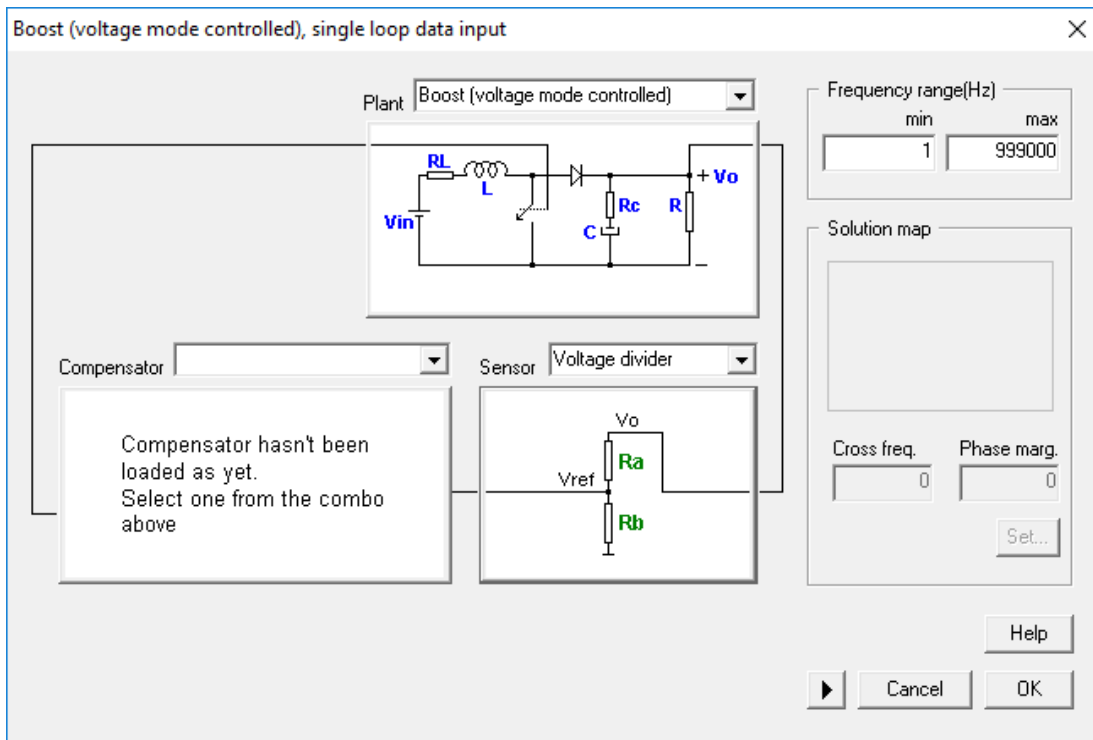 Boost (voltage mode controlled), single loop data input
Plant Boost (voltage mode controlled)
RL
L
Vin
Rc
C
R
+ Vo
−
Frequency range(Hz)
min max
1 999000
Solution map
Cross freq. Phase marg.
0 0
Set...
Compensator
Compensator hasn't been
loaded as yet.
Select one from the combo
above
Sensor Voltage divider
Vo
Ra
Vref
Rb
Help
Cancel OK